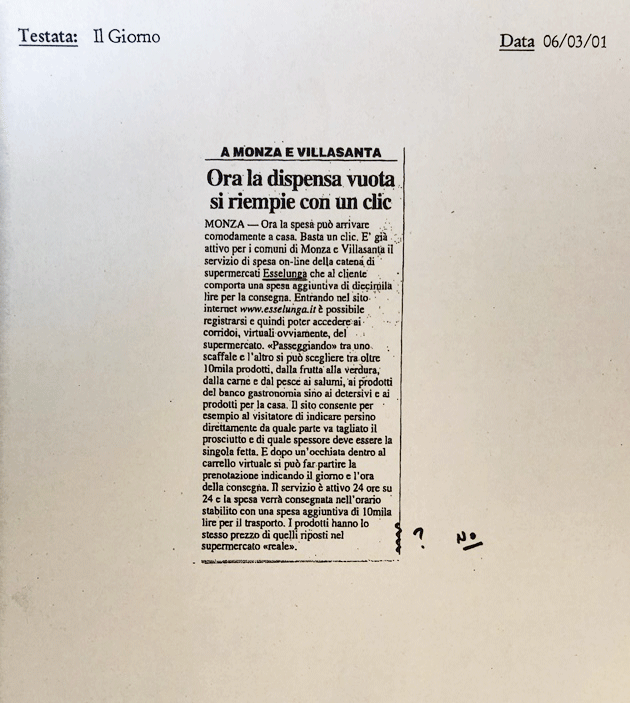 Testata: Il Giorno
Data 06/03/01
A MONZA E VILLASANTA
Ora la dispensa vuota
si riempie con un clic
MONZA — Ora la spesa può arrivare
comodamente a casa. Basta un clic. E' già
attivo per i comuni di Monza e Villasanta il
servizio di spesa on-line della catena di
supermercati Esselunga che al cliente
comporta una spesa aggiuntiva di diecimila
lire per la consegna. Entrando nel sito
internet www.esselunga.it è possibile
registrarsi e quindi poter accedere ai
corridoi, virtuali ovviamente, del
supermercato. «Passeggiando» tra uno
scaffale e l'altro si può scegliere tra oltre
10mila prodotti, dalla frutta alla verdura,
dalla carne e dal pesce ai salumi, ai prodotti
del banco gastronomia sino ai detersivi e ai
prodotti per la casa. Il sito consente per
esempio al visitatore di indicare persino
direttamente da quale parte va tagliato il
prosciutto e di quale spessore deve essere la
singola fetta. E dopo un'occhiata dentro al
carrello virtuale si può far partire la
prenotazione indicando il giorno e l'ora
della consegna. Il servizio è attivo 24 ore su
24 e la spesa verrà consegnata nell'orario
stabilito con una spesa aggiuntiva di 10mila
lire per il trasporto. I prodotti hanno lo
stesso prezzo di quelli riposti nel
supermercato «reale».
? NO